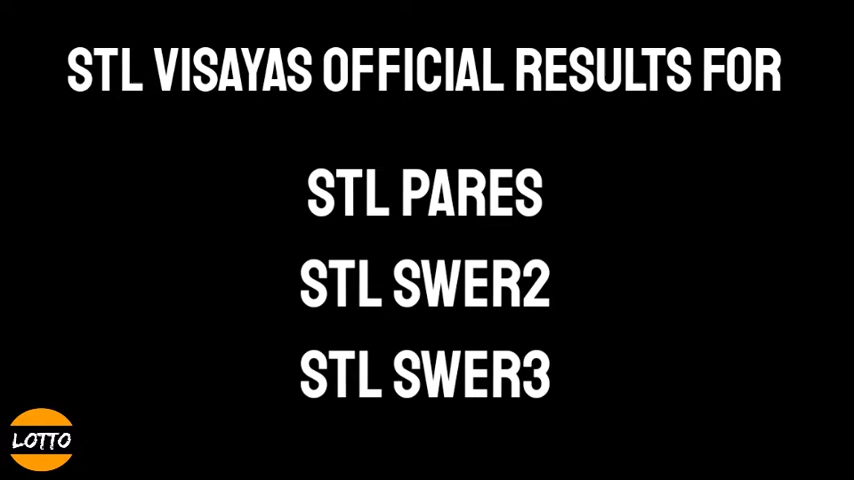 STL VISAYAS OFFICIAL RESULTS FOR
STL PARES
STL SWER2
STL SWER3
LOTTO